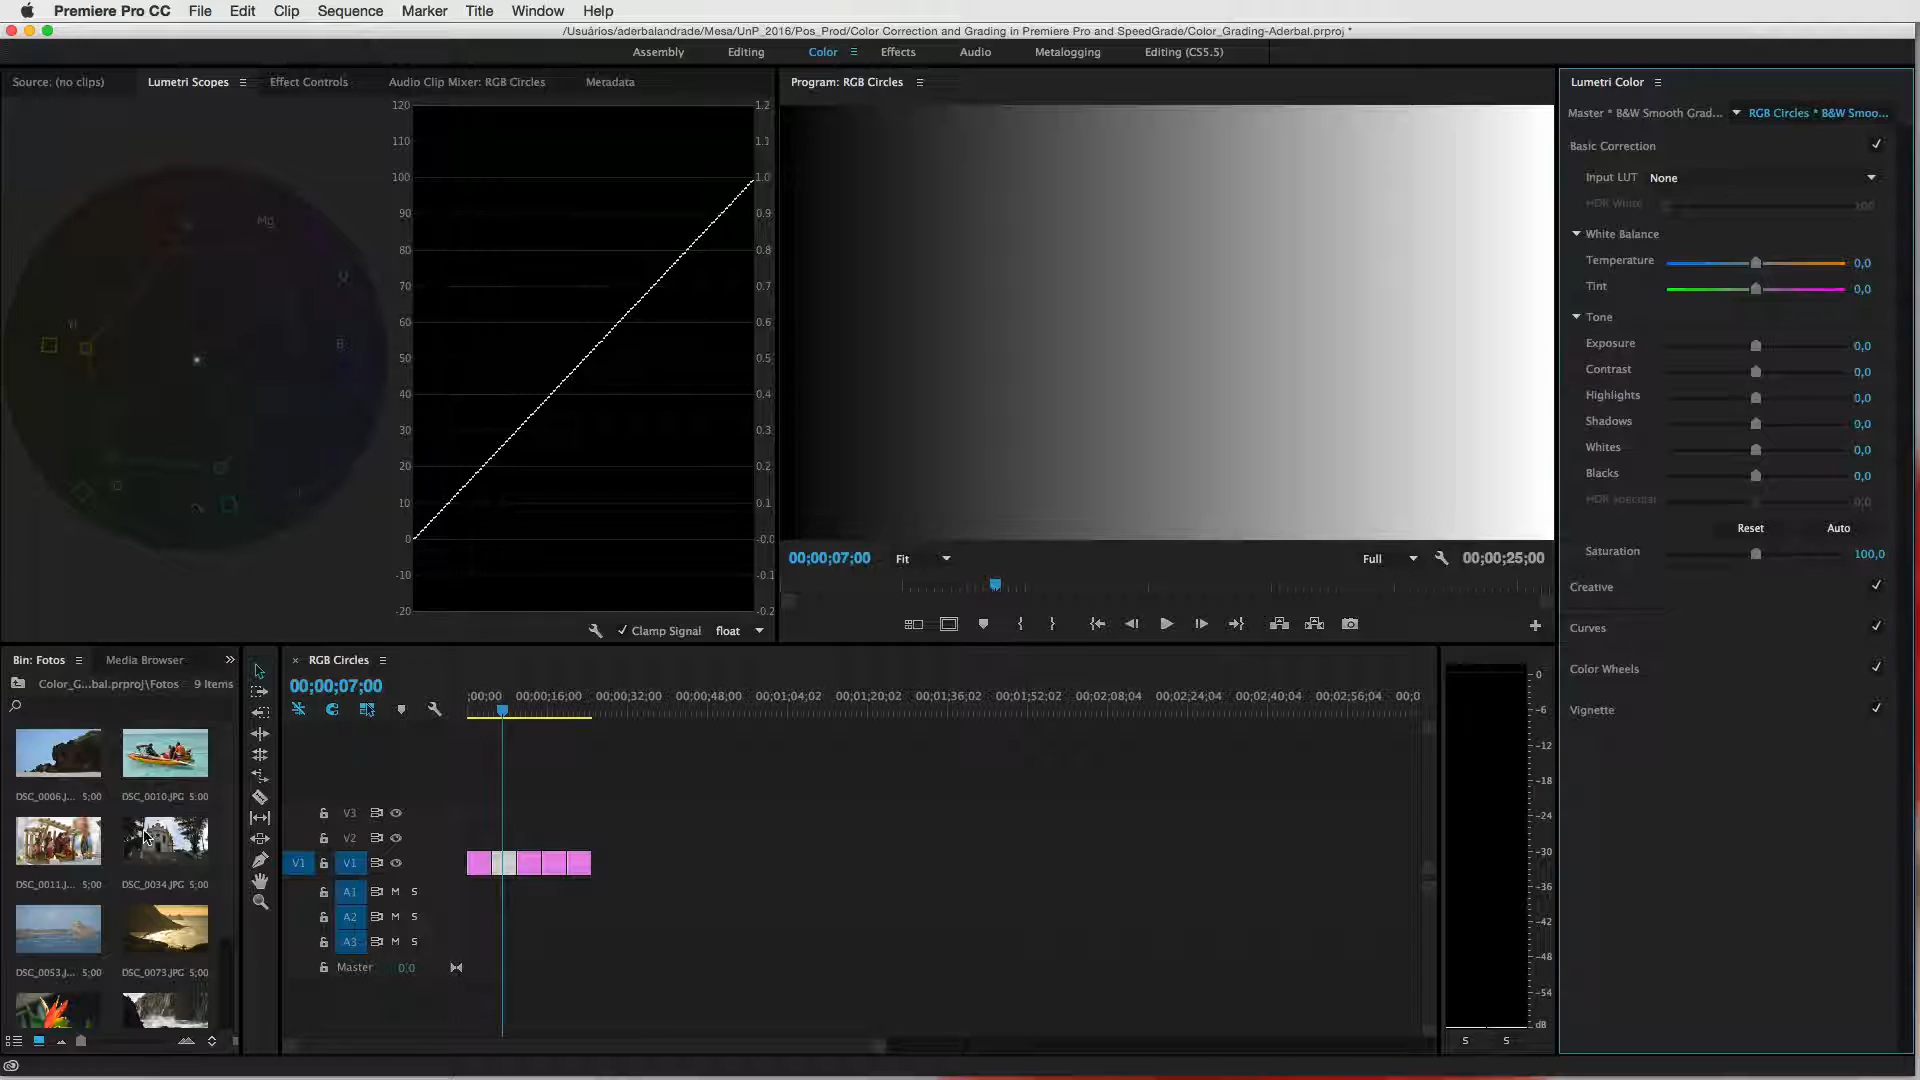 Premiere Pro CC File Edit Clip Sequence Marker Title Window Help
/Usuários/aderbalandrade/Mesa/UnP_2016/Pos_Prod/Color Correction and Grading in Premiere Pro and SpeedGrade/Color_Grading-Aderbal.prproj *
Assembly Editing Color Effects Audio Metalogging Editing (CS5.5)
Source: (no clips) Lumetri Scopes Effect Controls Audio Clip Mixer: RGB Circles Metadata
120 1.2
110 1.1
100 1.0
90 0.9
80 0.8
70 0.7
60 0.6
50 0.5
40 0.4
30 0.3
20 0.2
10 0.1
0 -0.0
-10 -0.1
-20 -0.2
Mg
B
Clamp Signal float
Program: RGB Circles
00;00;07;00 Fit Full 00;00;25;00
Lumetri Color
Master * B&W Smooth Grad... RGB Circles * B&W Smoo...
Basic Correction
Input LUT None
HDR White 100
White Balance
Temperature 0,0
Tint 0,0
Tone
Exposure 0,0
Contrast 0,0
Highlights 0,0
Shadows 0,0
Whites 0,0
Blacks 0,0
HDR Specular 0,0
Reset Auto
Saturation 100,0
Creative
Curves
Color Wheels
Vignette
Bin: Fotos Media Browser
Color_G...bal.prproj\Fotos 9 Items
DSC_0006.J... 5;00 DSC_0010.JPG 5:00
DSC_0011.J... 5;00 DSC_0034.JPG 5;00
DSC_0053.J... 5;00 DSC_0073.JPG 5;00
RGB Circles
00;00;07;00
;00;00 00;00;16;00 00;00;32;00 00;00;48;00 00;01;04;02 00;01;20;02 00;01;36;02 00;01;52;02 00;02;08;04 00;02;24;04 00;02;40;04 00;02;56;04 00;0
V3
V2
V1 V1
A1 M S
A2 M S
A3 M S
Master 0,0
0
-6
-12
-18
-24
-30
-36
-42
-48
-54
dB
S S